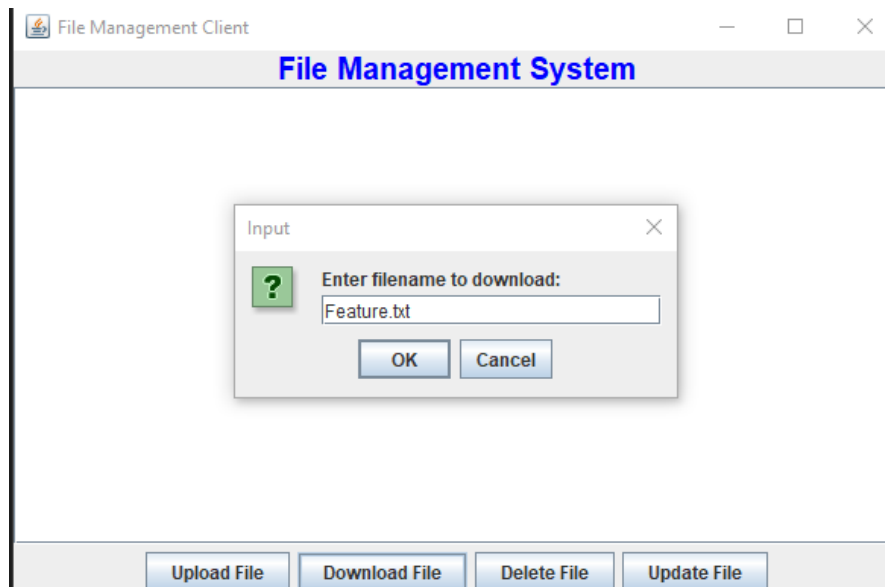 File Management Client
File Management System
Input
?
Enter filename to download:
Feature.txt
OK Cancel
Upload File Download File Delete File Update File